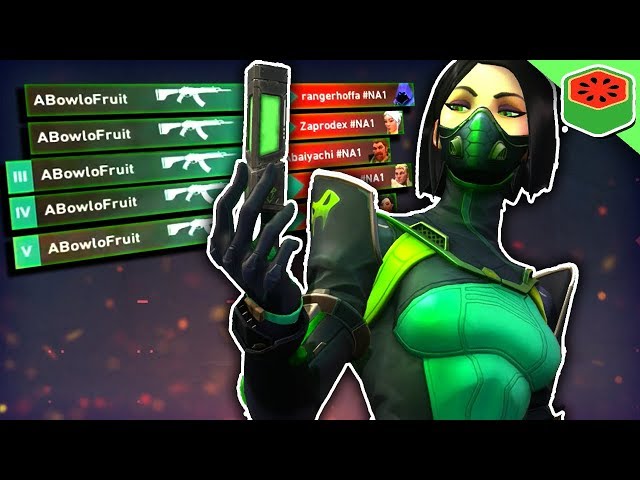 ABowloFruit rangerhoffa #NA1
ABowloFruit Zaprodex #NA1
III ABowloFruit baiyachi #NA1
IV ABowloFruit #NA1
V ABowloFruit